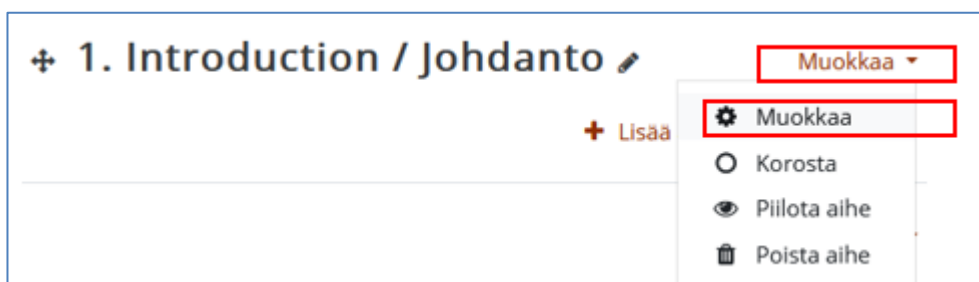 1. Introduction / Johdanto
Muokkaa
Muokkaa
Lisää
Korosta
Piilota aihe
Poista aihe